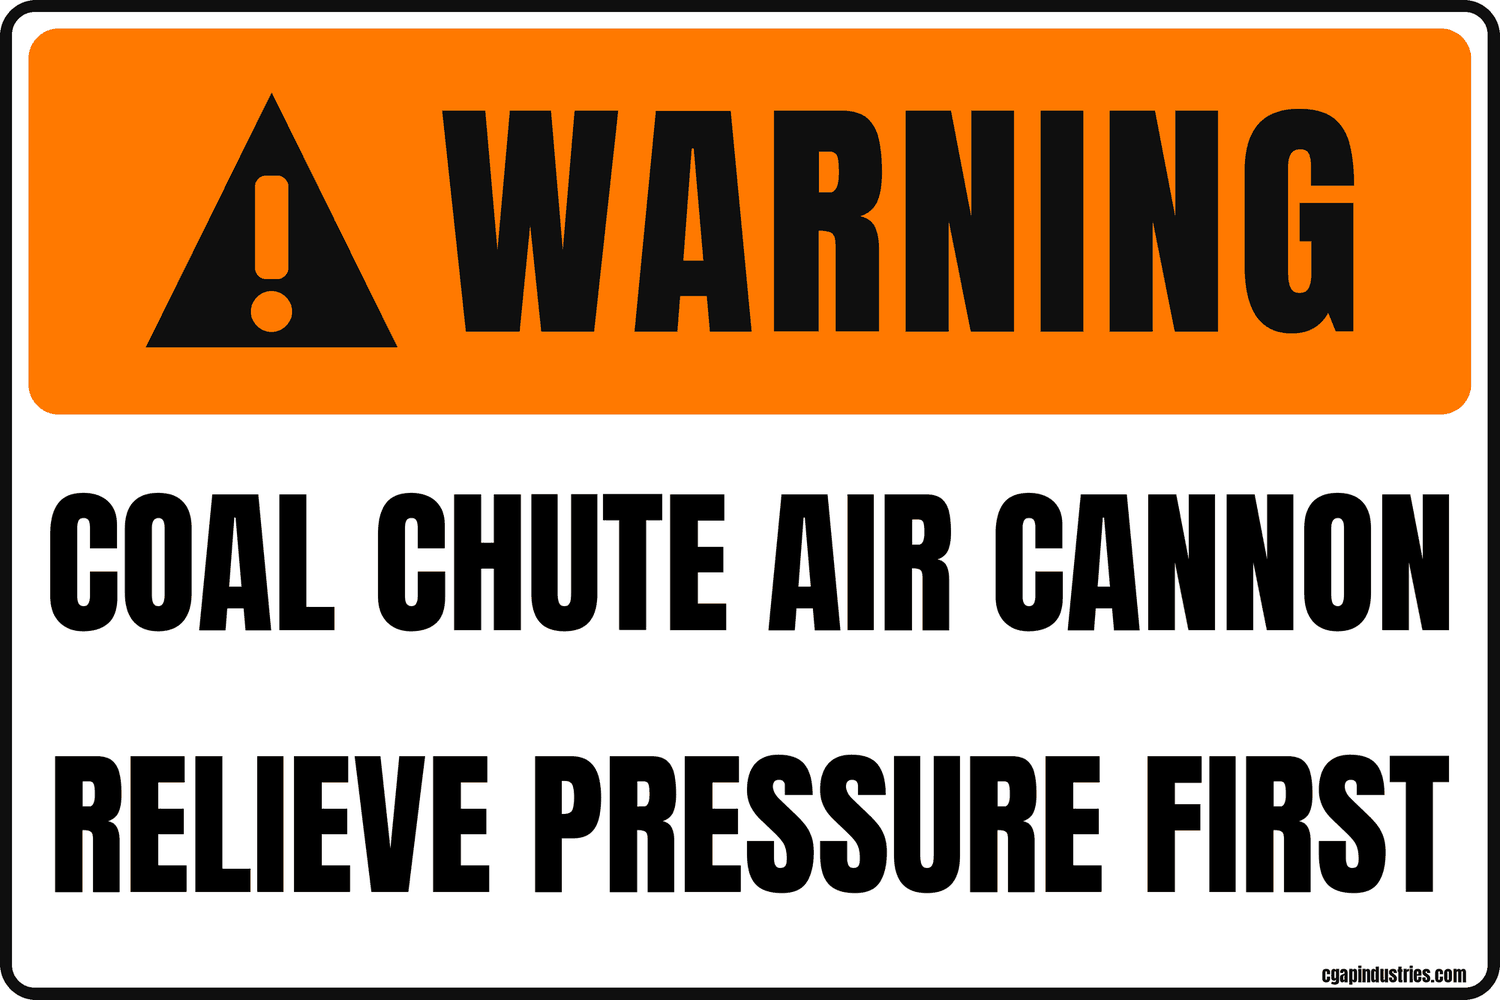 WARNING
COAL CHUTE AIR CANNON
RELIEVE PRESSURE FIRST
cgapindustries.com